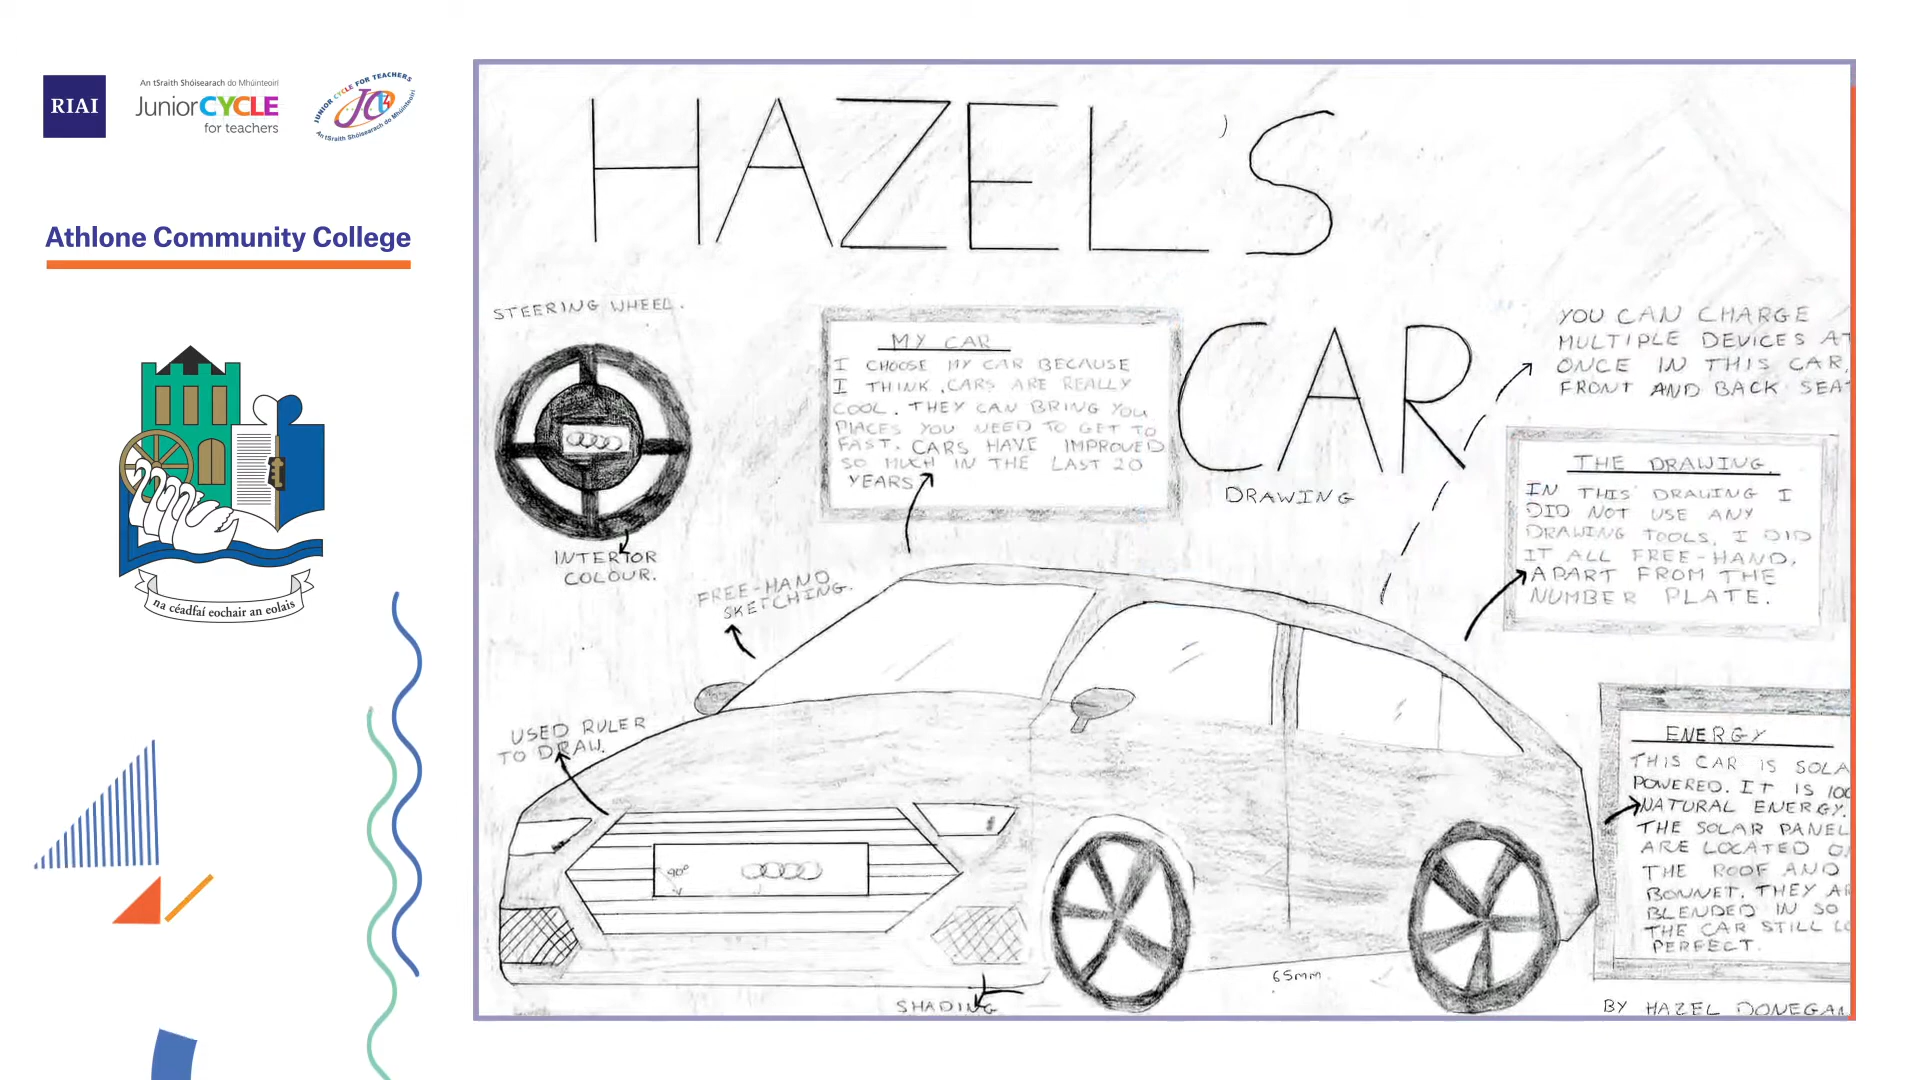 RIAI
An tSraith Shóisearach do Mhúinteoirí
JuniorCYCLE
for teachers
JUNIOR CYCLE FOR TEACHERS
An tSraith Shóisearach do Mhúinteoirí
Athlone Community College
na céadfaí eochair an eolais
HAZEL'S
CAR
DRAWING
STEERING WHEEL.
INTERIOR
COLOUR.
MY CAR
I CHOOSE MY CAR BECAUSE
I THINK CARS ARE REALLY
COOL. THEY CAN BRING YOU
PLACES YOU NEED TO GET TO
FAST. CARS HAVE IMPROVED
SO MUCH IN THE LAST 20
YEARS
YOU CAN CHARGE
MULTIPLE DEVICES AT
ONCE IN THIS CAR,
FRONT AND BACK SEAT
THE DRAWING.
IN THIS DRAWING I
DID NOT USE ANY
DRAWING TOOLS, I DID
IT ALL FREE-HAND,
APART FROM THE
NUMBER PLATE.
FREE-HAND
SKETCHING.
USED RULER
TO DRAW.
90°
SHADING
65mm.
ENERGY
THIS CAR IS SOLA
POWERED. IT IS 100
NATURAL ENERGY.
THE SOLAR PANEL
ARE LOCATED O
THE ROOF AND
BONNET. THEY AR
BLENDED IN SO
THE CAR STILL LO
PERFECT.
BY HAZEL DONEGAN